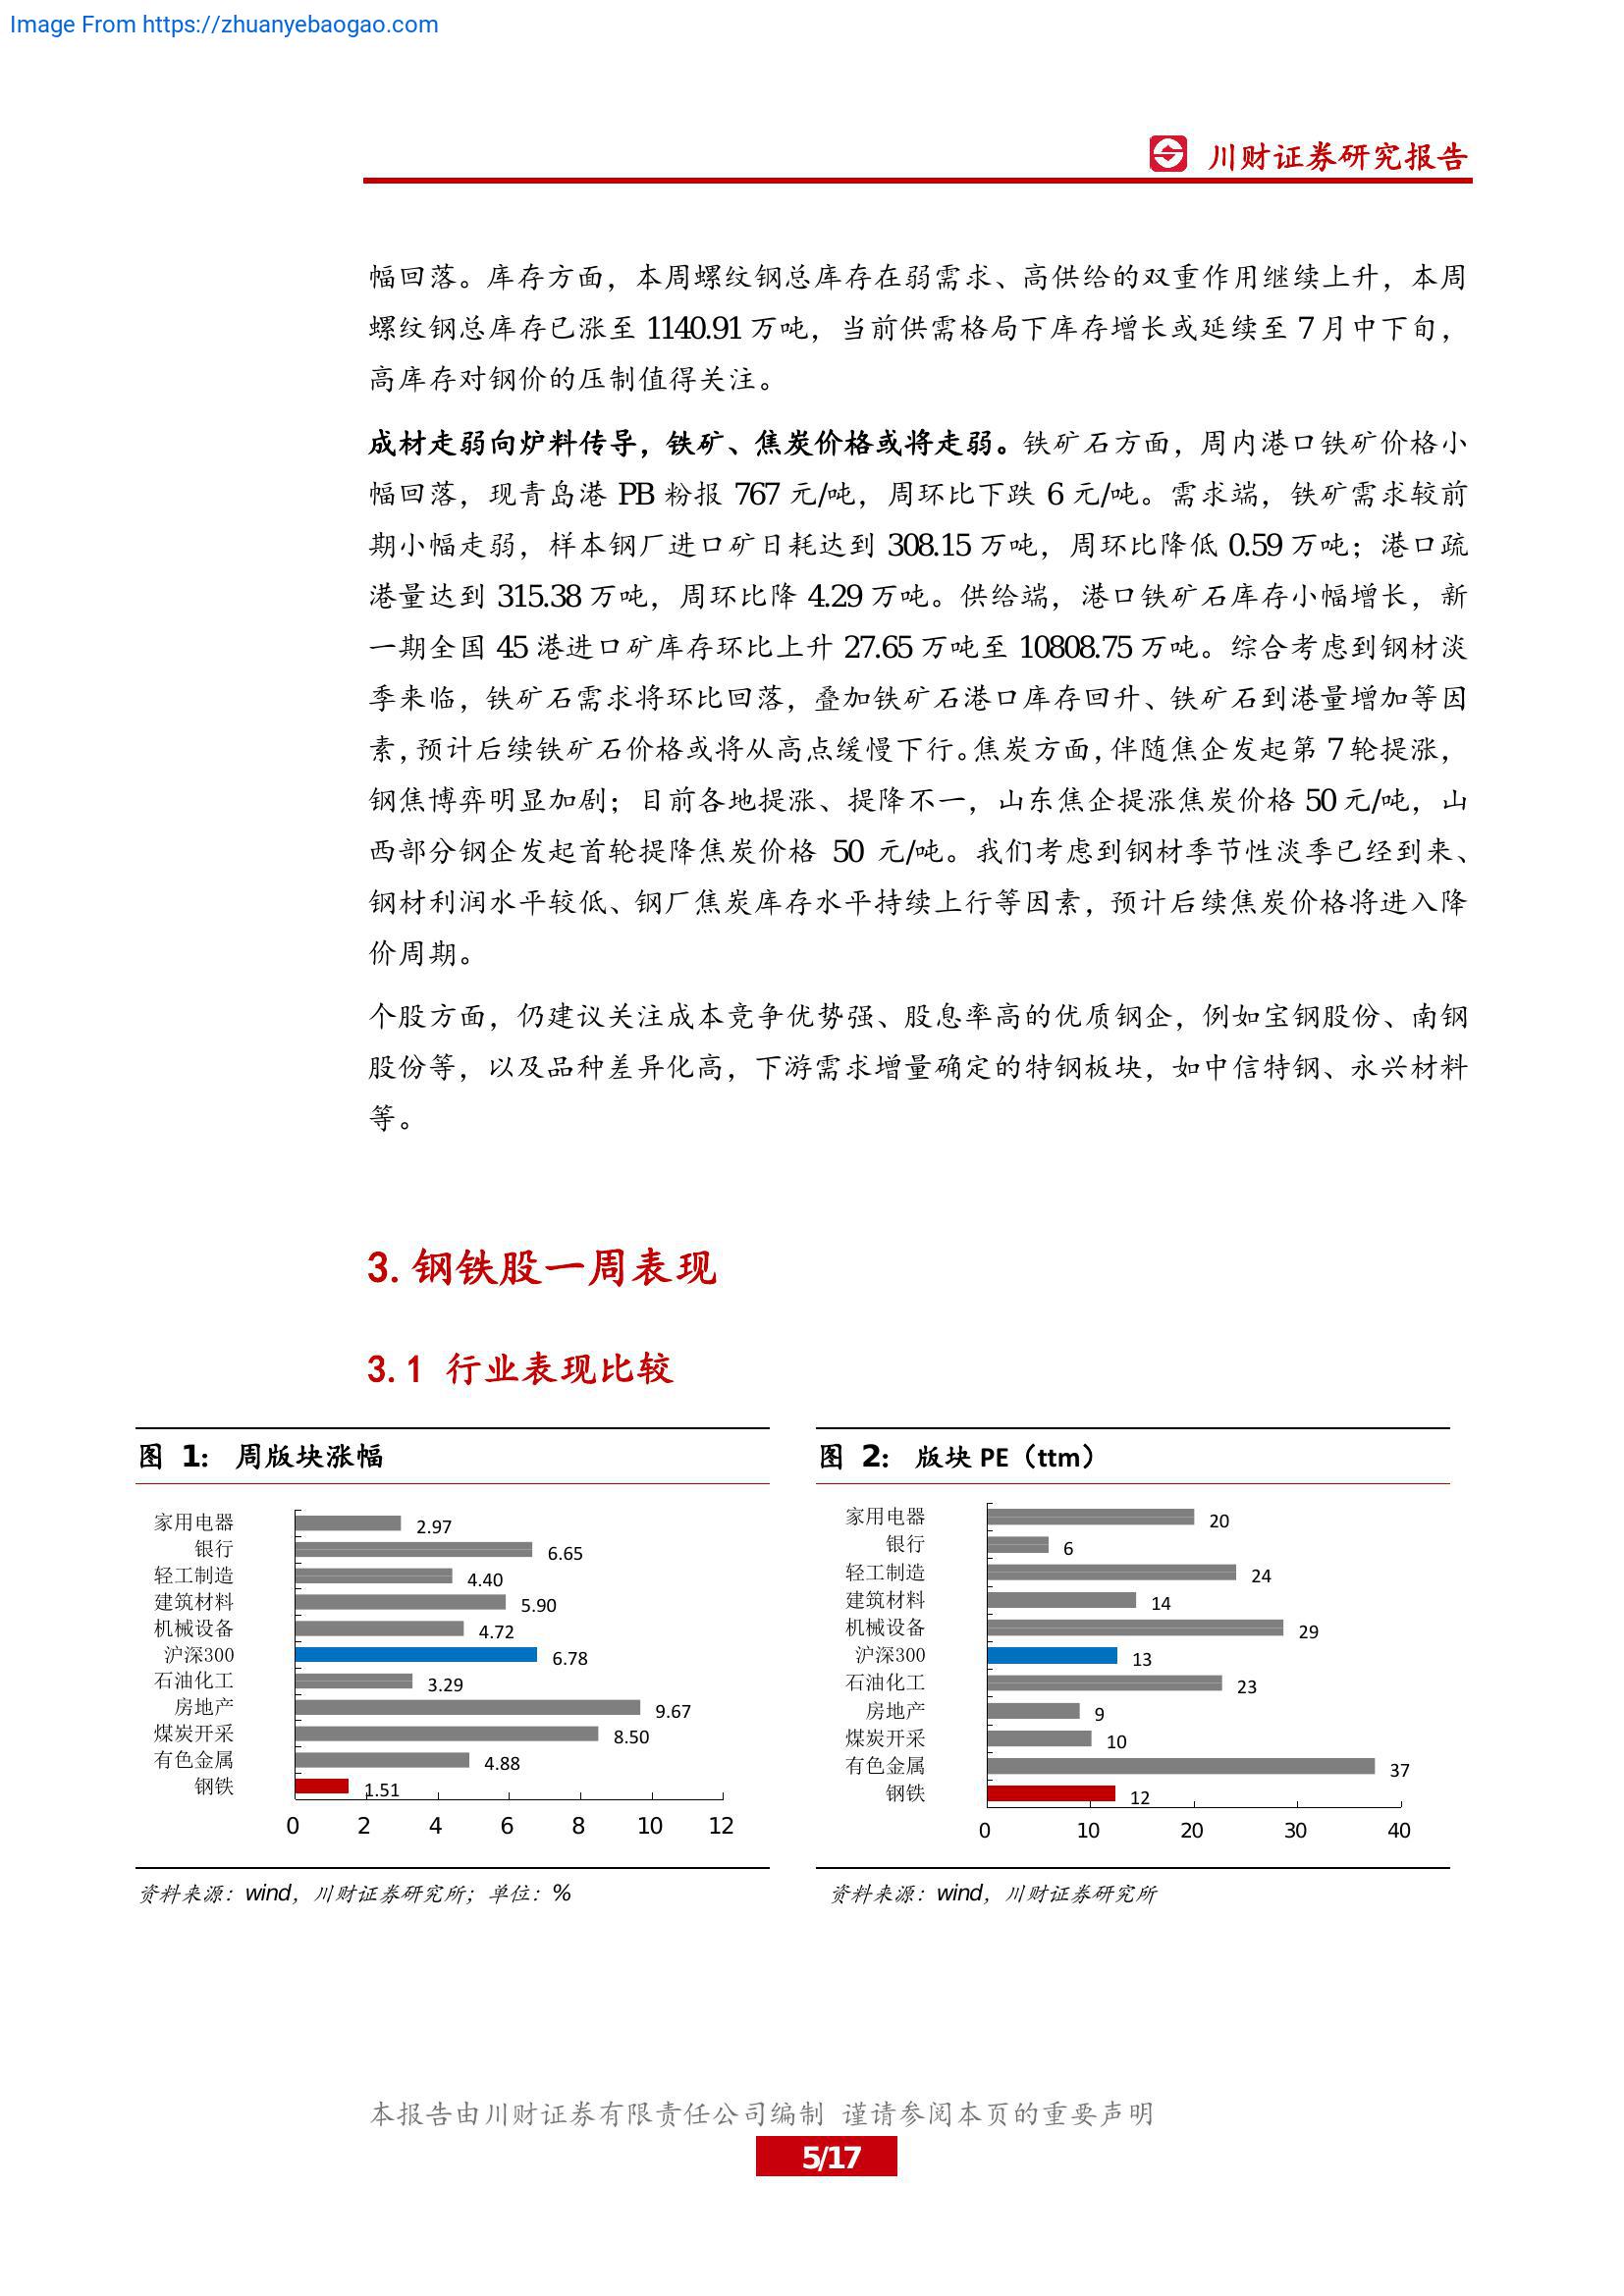 Image From https://zhuanyebaogao.com
川财证券研究报告
幅回落。库存方面，本周螺纹钢总库存在弱需求、高供给的双重作用继续上升，本周
螺纹钢总库存已涨至 1140.91 万吨，当前供需格局下库存增长或延续至 7 月中下旬，
高库存对钢价的压制值得关注。
成材走弱向炉料传导，铁矿、焦炭价格或将走弱。铁矿石方面，周内港口铁矿价格小
幅回落，现青岛港 PB 粉报 767 元/吨，周环比下跌 6 元/吨。需求端，铁矿需求较前
期小幅走弱，样本钢厂进口矿日耗达到 308.15 万吨，周环比降低 0.59 万吨；港口疏
港量达到 315.38 万吨，周环比降 4.29 万吨。供给端，港口铁矿石库存小幅增长，新
一期全国 45 港进口矿库存环比上升 27.65 万吨至 10808.75 万吨。综合考虑到钢材淡
季来临，铁矿石需求将环比回落，叠加铁矿石港口库存回升、铁矿石到港量增加等因
素，预计后续铁矿石价格或将从高点缓慢下行。焦炭方面，伴随焦企发起第 7 轮提涨，
钢焦博弈明显加剧；目前各地提涨、提降不一，山东焦企提涨焦炭价格 50 元/吨，山
西部分钢企发起首轮提降焦炭价格 50 元/吨。我们考虑到钢材季节性淡季已经到来、
钢材利润水平较低、钢厂焦炭库存水平持续上行等因素，预计后续焦炭价格将进入降
价周期。
个股方面，仍建议关注成本竞争优势强、股息率高的优质钢企，例如宝钢股份、南钢
股份等，以及品种差异化高，下游需求增量确定的特钢板块，如中信特钢、永兴材料
等。
3. 钢铁股一周表现
3.1 行业表现比较
图 1： 周版块涨幅
家用电器 2.97
银行 6.65
轻工制造 4.40
建筑材料 5.90
机械设备 4.72
沪深300 6.78
石油化工 3.29
房地产 9.67
煤炭开采 8.50
有色金属 4.88
钢铁 1.51
0 2 4 6 8 10 12
资料来源：wind，川财证券研究所；单位：%
图 2： 版块 PE（ttm）
家用电器 20
银行 6
轻工制造 24
建筑材料 14
机械设备 29
沪深300 13
石油化工 23
房地产 9
煤炭开采 10
有色金属 37
钢铁 12
0 10 20 30 40
资料来源：wind，川财证券研究所
本报告由川财证券有限责任公司编制 谨请参阅本页的重要声明
5/17